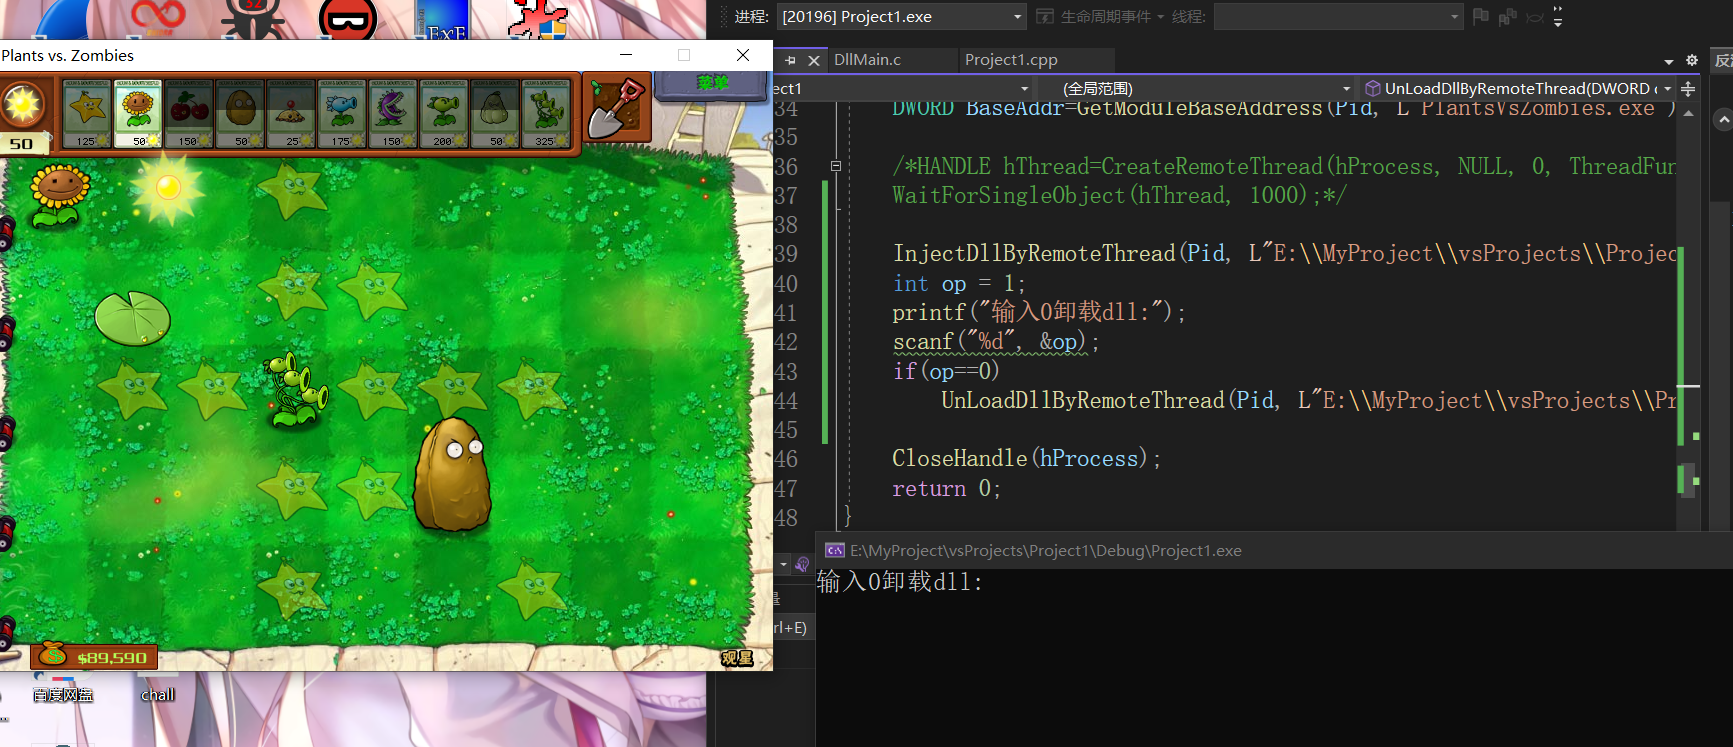 进程: [20196] Project1.exe 生命周期事件 线程:
Plants vs. Zombies
DllMain.c Project1.cpp
ect1 (全局范围) UnLoadDllByRemoteThread(DWORD
菜单
50
125 50 150 50 25 175 150 200 50 325
34 DWORD BaseAddr=GetModuleBaseAddress(Pid, L"PlantsVsZombies.exe")
35
36 /*HANDLE hThread=CreateRemoteThread(hProcess, NULL, 0, ThreadFun
37 WaitForSingleObject(hThread, 1000);*/
38
39 InjectDllByRemoteThread(Pid, L"E:\\MyProject\\vsProjects\\Projec
40 int op = 1;
41 printf("输入0卸载dll:");
42 scanf("%d", &op);
43 if(op==0)
44 UnLoadDllByRemoteThread(Pid, L"E:\\MyProject\\vsProjects\\Pr
45
46 CloseHandle(hProcess);
47 return 0;
48 }
E:\MyProject\vsProjects\Project1\Debug\Project1.exe
输入0卸载dll:
rl+E)
$89,590
观星
百度网盘
chall